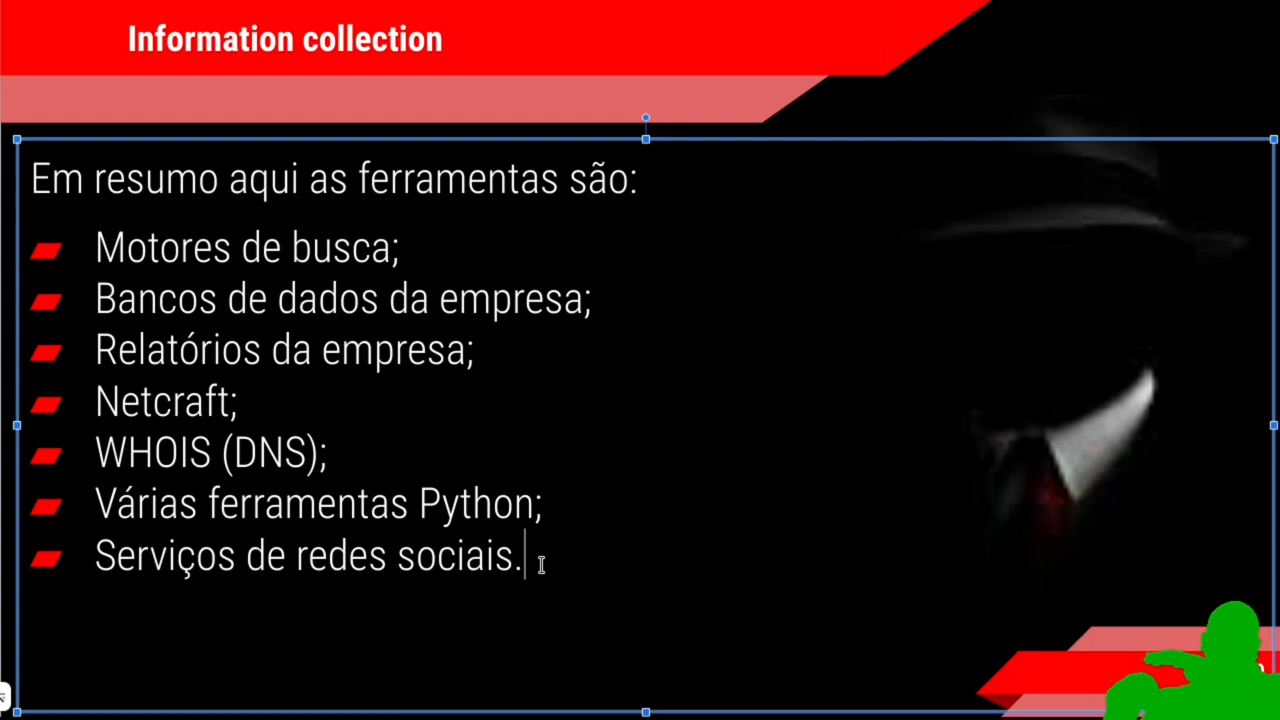 Information collection
Em resumo aqui as ferramentas são:
Motores de busca;
Bancos de dados da empresa;
Relatórios da empresa;
Netcraft;
WHOIS (DNS);
Várias ferramentas Python;
Serviços de redes sociais.